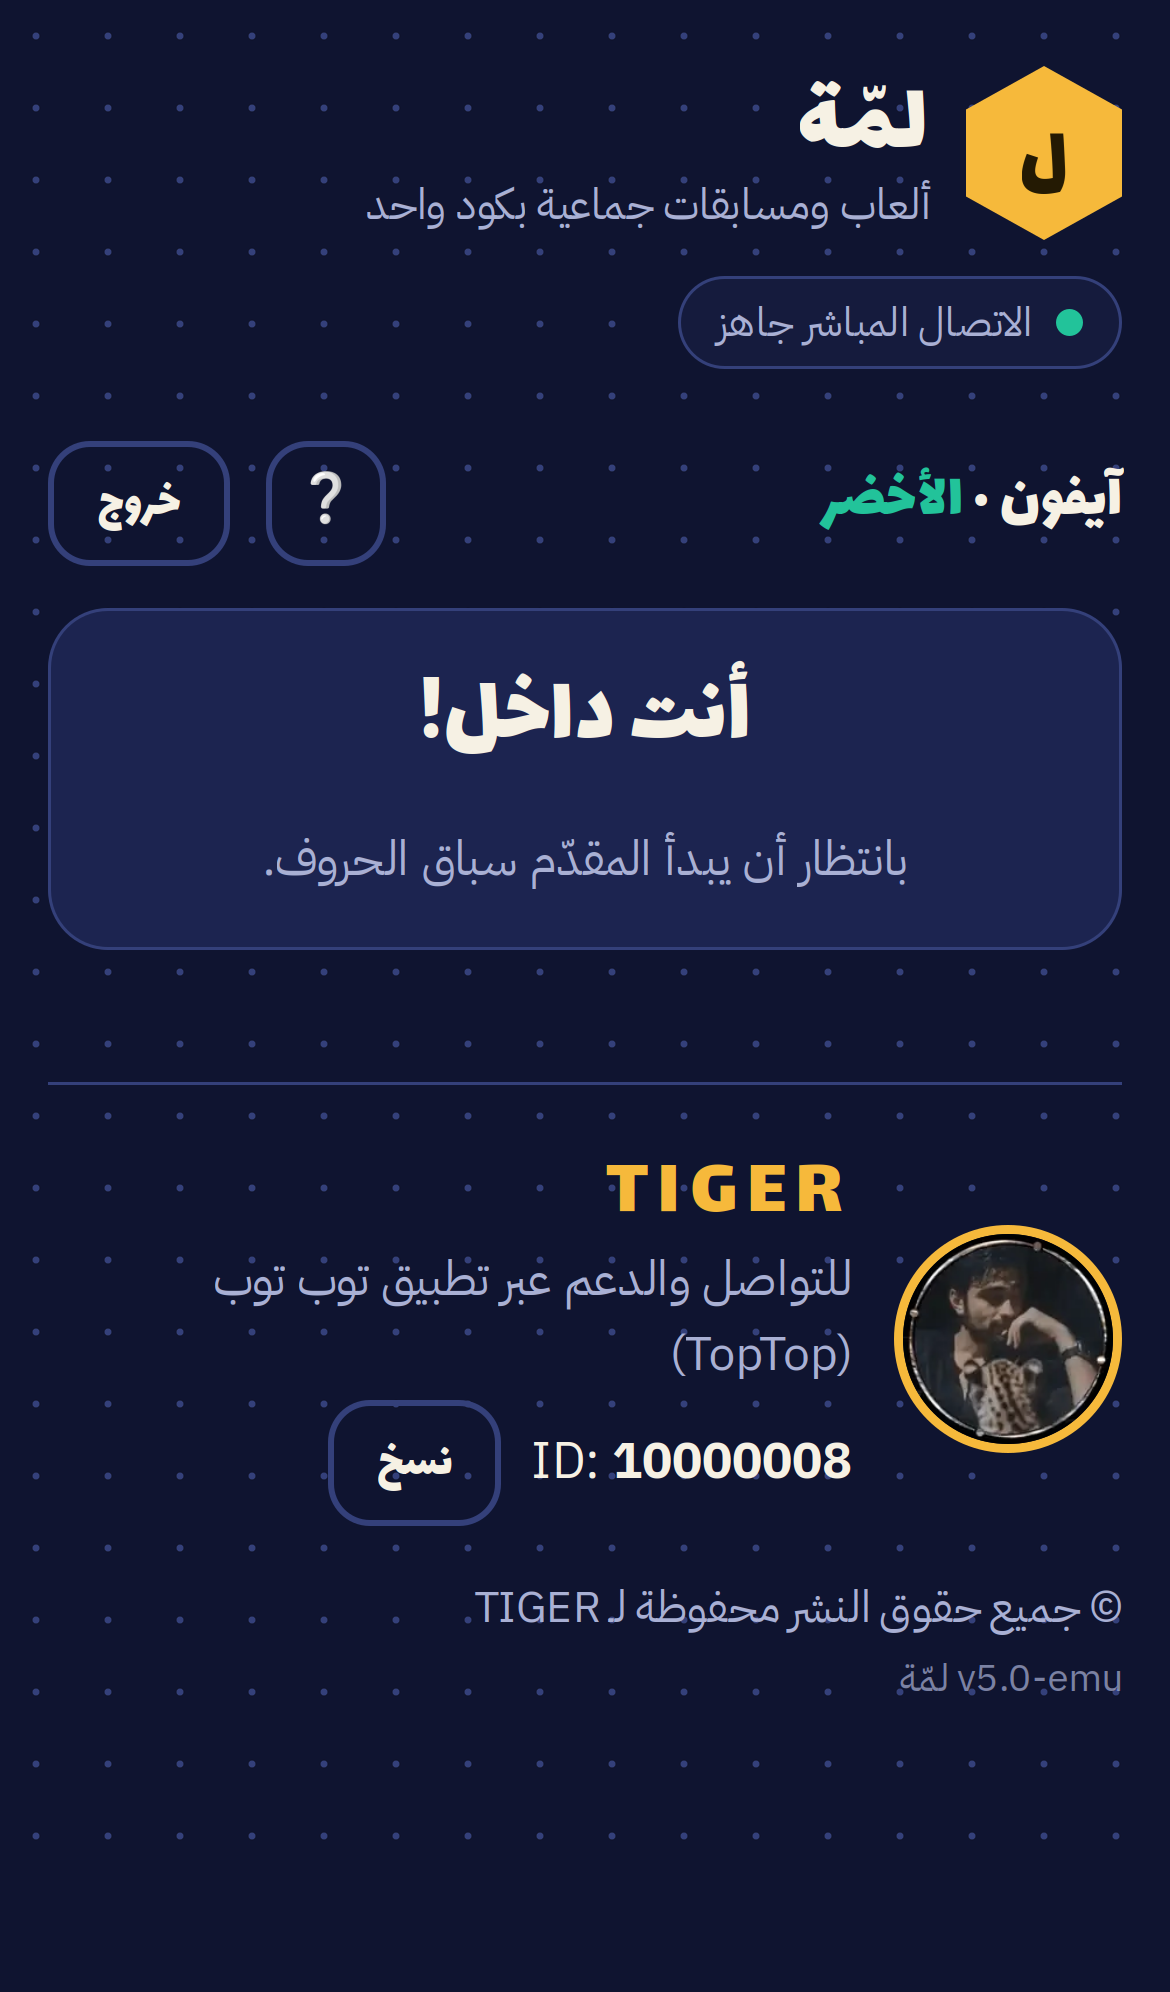 ل
لمّة
ألعاب ومسابقات جماعية بكود واحد
الاتصال المباشر جاهز
آيفون • الأخضر
?
خروج
أنت داخل!
بانتظار أن يبدأ المقدّم سباق الحروف.
TIGER
للتواصل والدعم عبر تطبيق توب توب
(TopTop)
ID: 10000008
نسخ
© جميع حقوق النشر محفوظة لـ TIGER
لمّة v5.0-emu